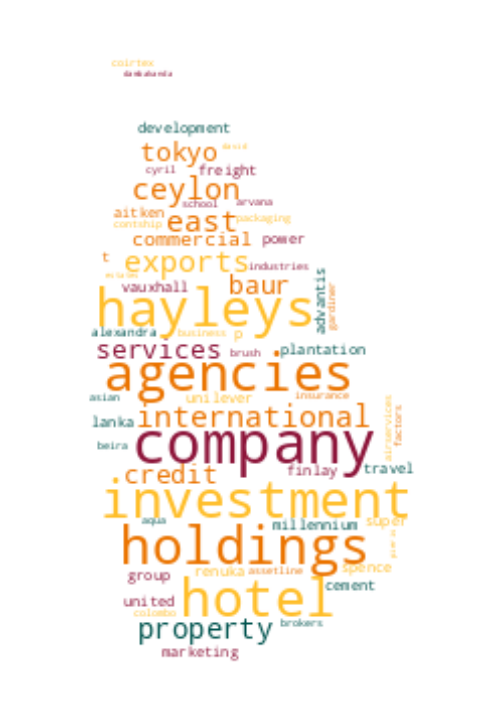 coirtex
dambakanda
development
tokyo
david
cyril
freight
ceylon
school
arvana
aitken
east
packaging
contship
commercial
power
t
exports
industries
estates
vauxhall
baur
advantis
gardiner
hayleys
alexandra
business
p
services
brush
plantation
agencies
asian
unilever
insurance
airservices
factors
lanka
international
beira
company
credit
finlay
travel
investment
aqua
millennium
super
holdings
group
renuka
assetline
spence
cement
united
hotel
colombo
property
brokers
marketing